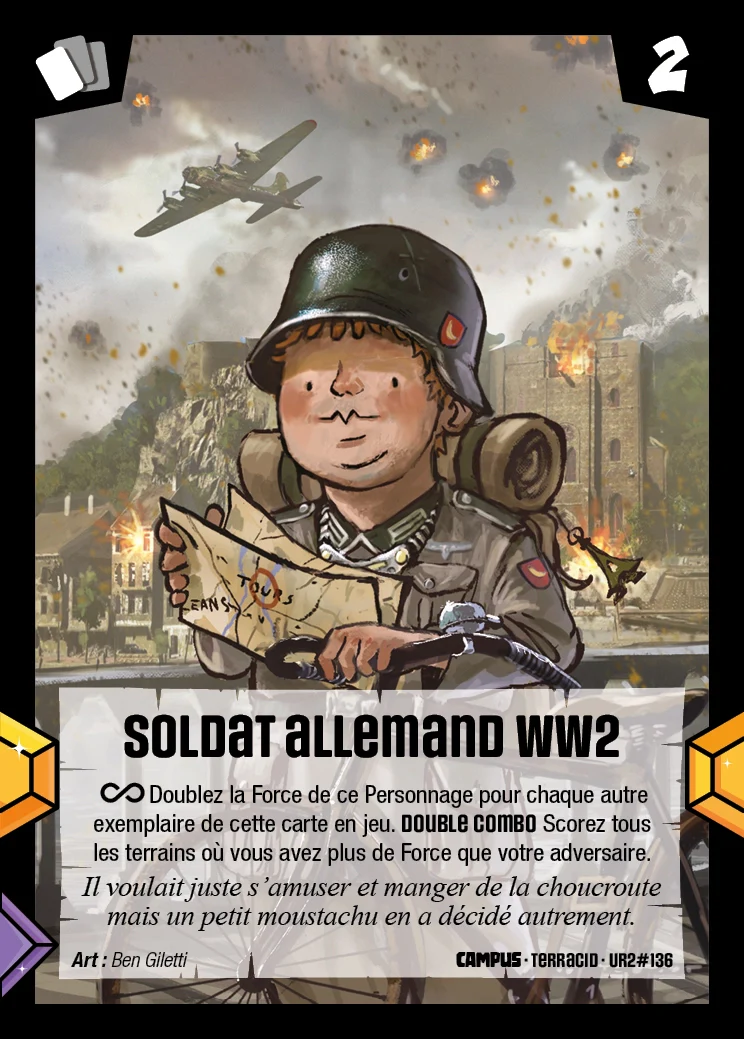 2
TOURS
EANS
SOLDAT ALLEMAND WW2
∞ Doublez la Force de ce Personnage pour chaque autre
exemplaire de cette carte en jeu. DOUBLE COMBO Scorez tous
les terrains où vous avez plus de Force que votre adversaire.
Il voulait juste s’amuser et manger de la choucroute
mais un petit moustachu en a décidé autrement.
Art : Ben Giletti
CAMPUS · TERRACID · UR2#136